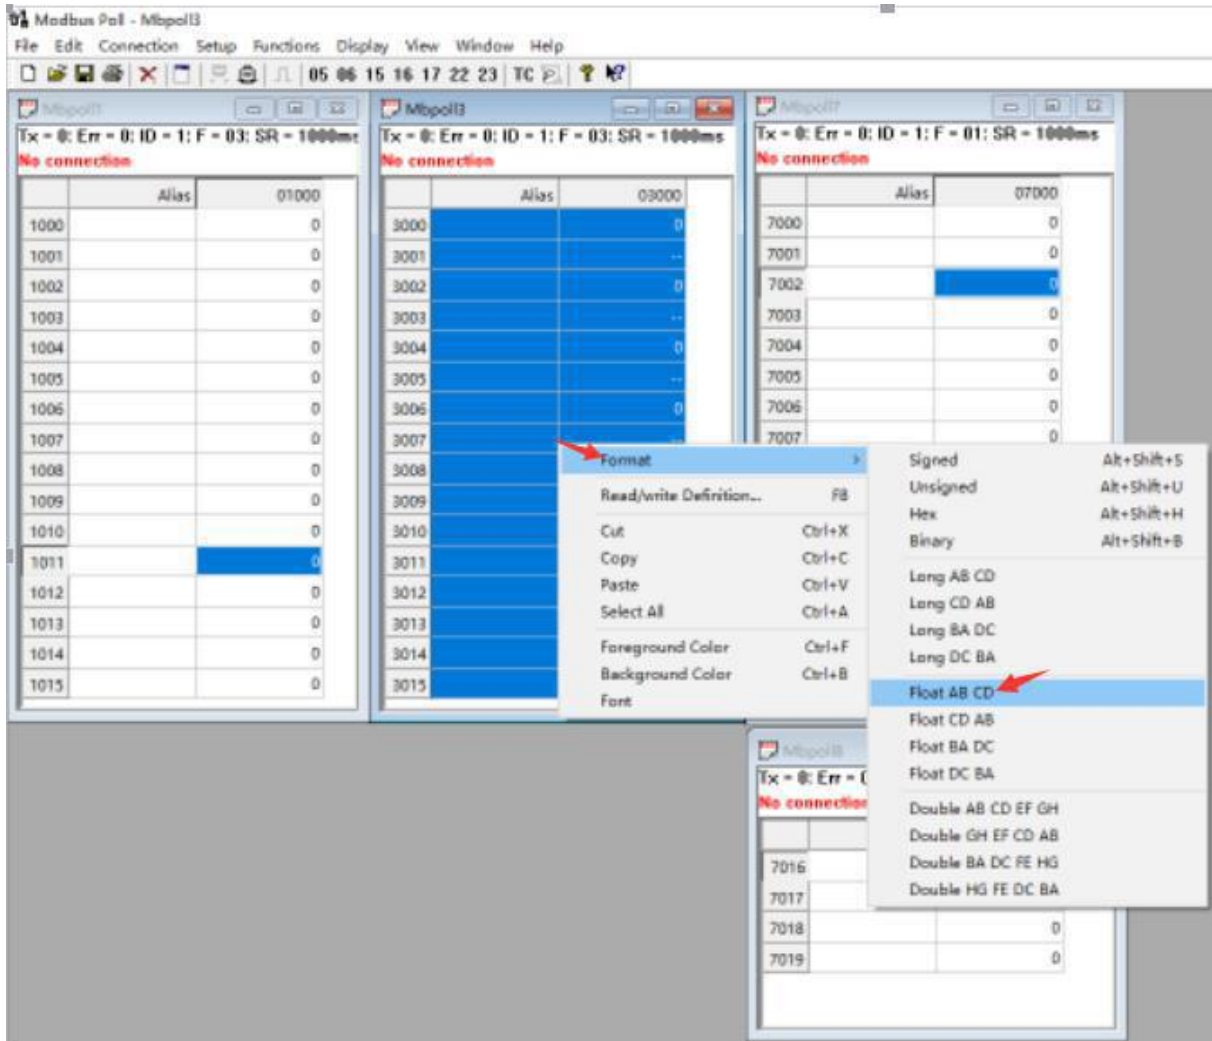 Modbus Poll - Mbpoll3
File Edit Connection Setup Functions Display View Window Help
05 06 15 16 17 22 23 TC
Mbpoll1
Tx = 0: Err = 0: ID = 1: F = 03: SR = 1000ms
No connection
Alias 01000
1000 0
1001 0
1002 0
1003 0
1004 0
1005 0
1006 0
1007 0
1008 0
1009 0
1010 0
1011 0
1012 0
1013 0
1014 0
1015 0
Mbpoll3
Tx = 0: Err = 0: ID = 1: F = 03: SR = 1000ms
No connection
Alias 03000
3000 0
3001 --
3002 0
3003 --
3004 0
3005 --
3006 0
3007 --
3008
3009
3010
3011
3012
3013
3014
3015
Mbpoll7
Tx = 0: Err = 0: ID = 1: F = 01: SR = 1000ms
No connection
Alias 07000
7000 0
7001 0
7002 0
7003 0
7004 0
7005 0
7006 0
7007 0
Format >
Read/write Definition... F8
Cut Ctrl+X
Copy Ctrl+C
Paste Ctrl+V
Select All Ctrl+A
Foreground Color Ctrl+F
Background Color Ctrl+B
Font
Signed Alt+Shift+S
Unsigned Alt+Shift+U
Hex Alt+Shift+H
Binary Alt+Shift+B
Long AB CD
Long CD AB
Long BA DC
Long DC BA
Float AB CD
Float CD AB
Float BA DC
Float DC BA
Double AB CD EF GH
Double GH EF CD AB
Double BA DC FE HG
Double HG FE DC BA
Mbpoll8
Tx = 0: Err = 0
No connection
7016
7017
7018 0
7019 0